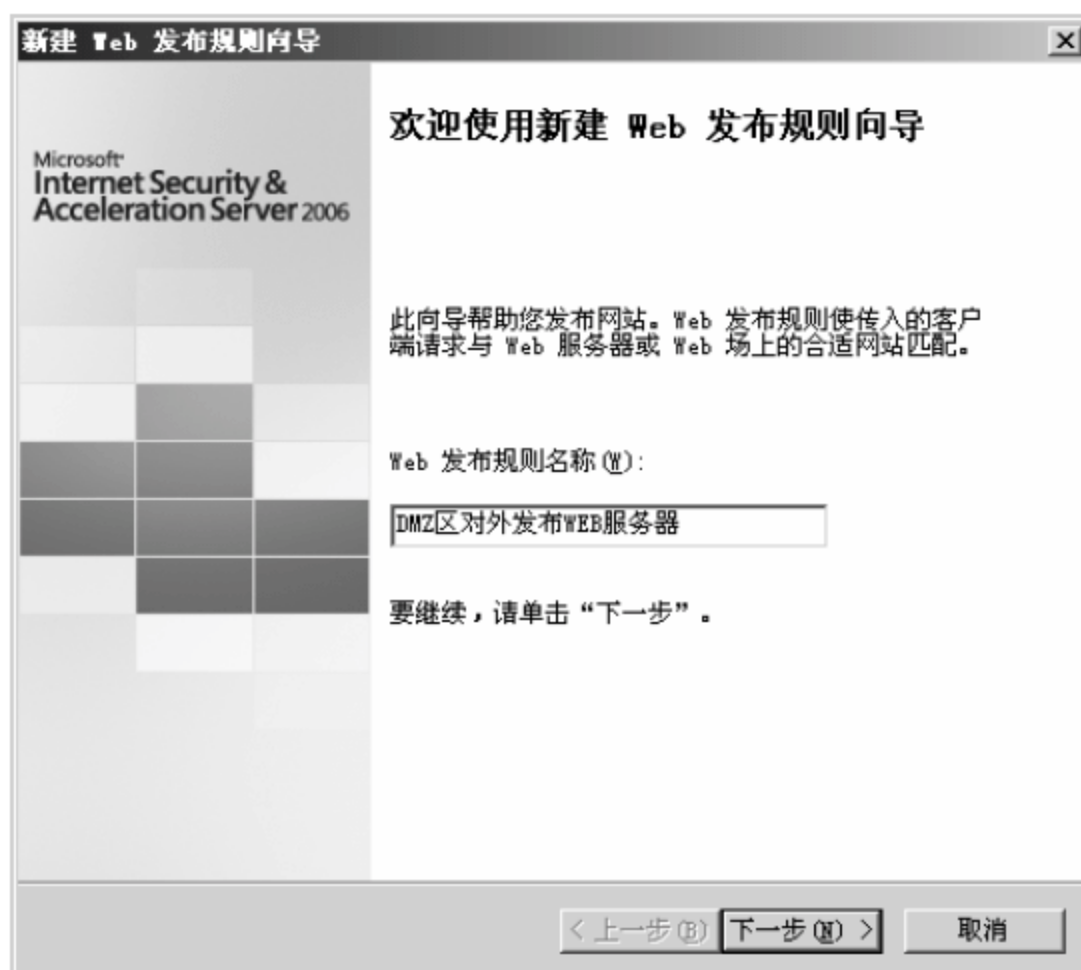 新建 Web 发布规则向导
Microsoft
Internet Security &
Acceleration Server 2006
欢迎使用新建 Web 发布规则向导
此向导帮助您发布网站。Web 发布规则使传入的客户
端请求与 Web 服务器或 Web 场上的合适网站匹配。
Web 发布规则名称(W):
DMZ区对外发布WEB服务器
要继续，请单击“下一步”。
< 上一步(B) 下一步(N) > 取消